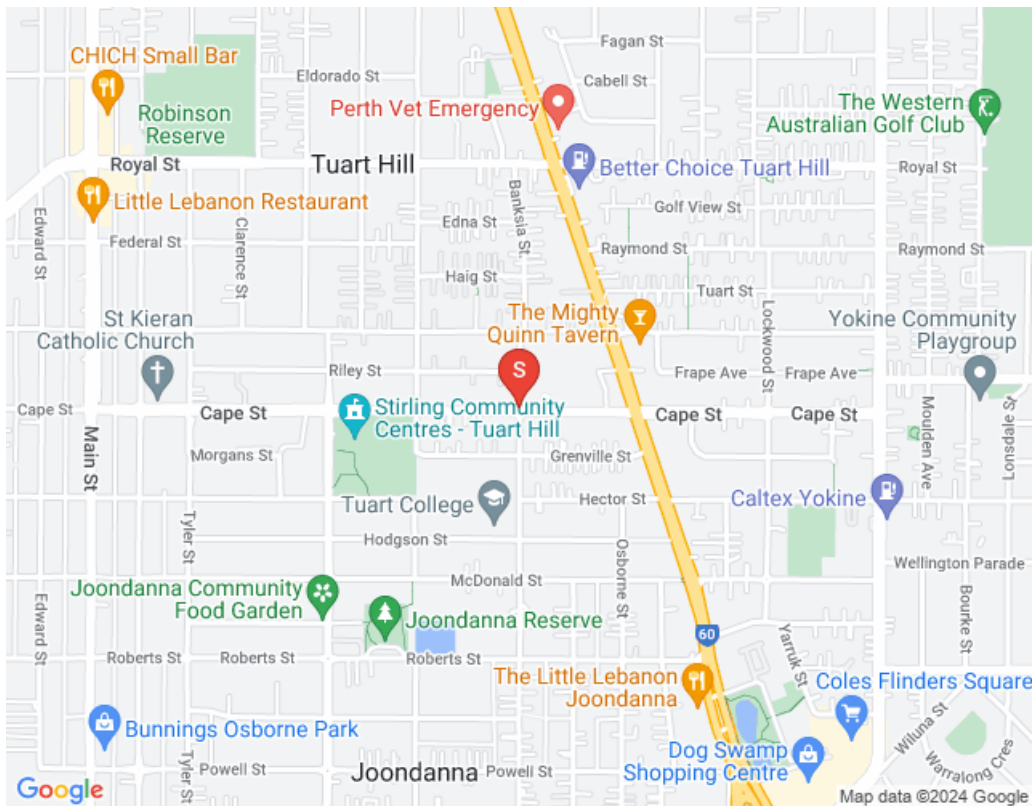 Fagan St
CHICH Small Bar
Eldorado St
Cabell St
Perth Vet Emergency
The Western
Australian Golf Club
Robinson
Reserve
Royal St
Tuart Hill
Better Choice Tuart Hill
Royal St
Banksia St
Little Lebanon Restaurant
Golf View St
Edward St
Clarence St
Edna St
Federal St
Raymond St
Raymond St
Haig St
Tuart St
Lockwood St
St Kieran
Catholic Church
The Mighty
Quinn Tavern
Yokine Community
Playgroup
Riley St
S
Frape Ave
Frape Ave
Cape St
Cape St
Stirling Community
Centres - Tuart Hill
Cape St
Cape St
Moulden Ave
Lonsdale St
Main St
Morgans St
Grenville St
Tuart College
Hector St
Caltex Yokine
Tyler St
Hodgson St
Osborne St
Wellington Parade
McDonald St
Joondanna Community
Food Garden
Edward St
Joondanna Reserve
Bourke St
60
Yarruk St
Roberts St
Roberts St
Roberts St
The Little Lebanon
Joondanna
Coles Flinders Square
Bunnings Osborne Park
Wiluna St
Dog Swamp
Shopping Centre
Warralong Cres
Tyler St
Powell St
Joondanna
Powell St
Google
Map data ©2024 Google